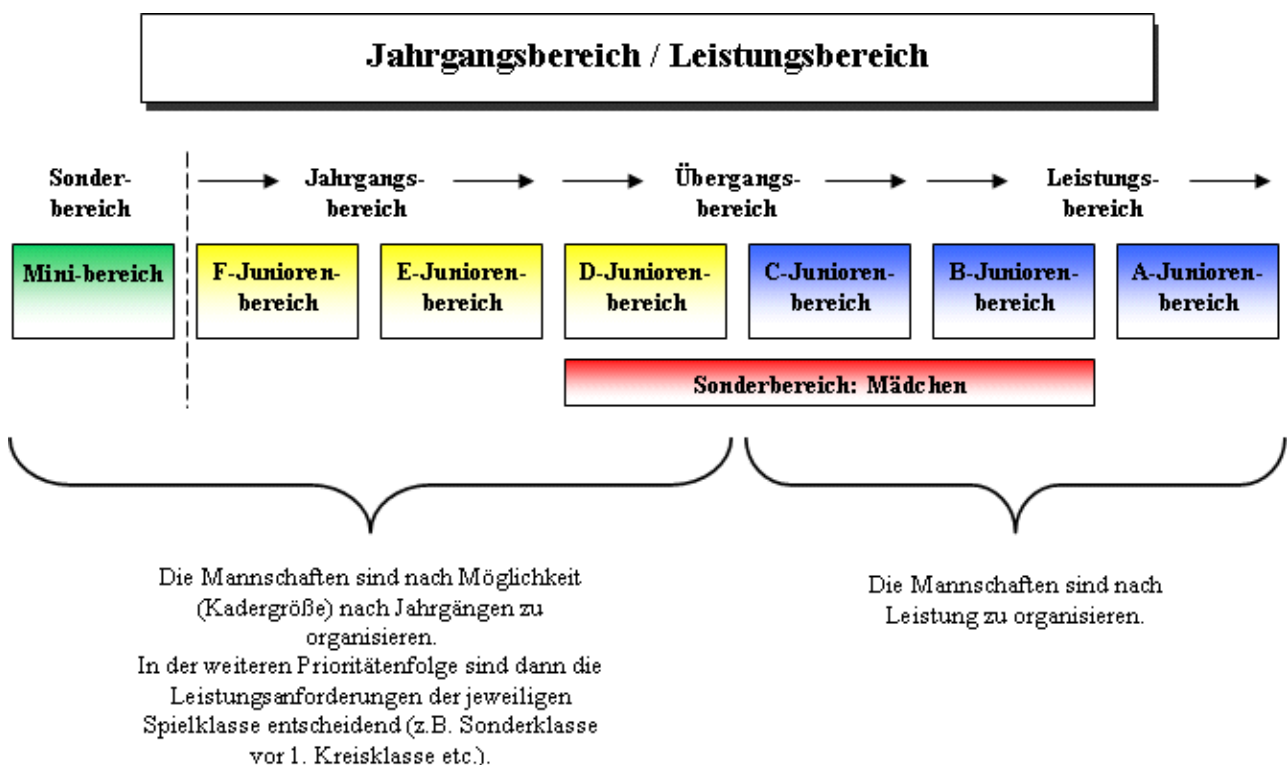 Jahrgangsbereich / Leistungsbereich
Sonder-
bereich
Jahrgangs-
bereich
Übergangs-
bereich
Leistungs-
bereich
Mini-bereich
F-Junioren-
bereich
E-Junioren-
bereich
D-Junioren-
bereich
C-Junioren-
bereich
B-Junioren-
bereich
A-Junioren-
bereich
Sonderbereich: Mädchen
Die Mannschaften sind nach Möglichkeit
(Kadergröße) nach Jahrgängen zu
organisieren.
In der weiteren Prioritätenfolge sind dann die
Leistungsanforderungen der jeweiligen
Spielklasse entscheidend (z.B. Sonderklasse
vor 1. Kreisklasse etc.).
Die Mannschaften sind nach
Leistung zu organisieren.